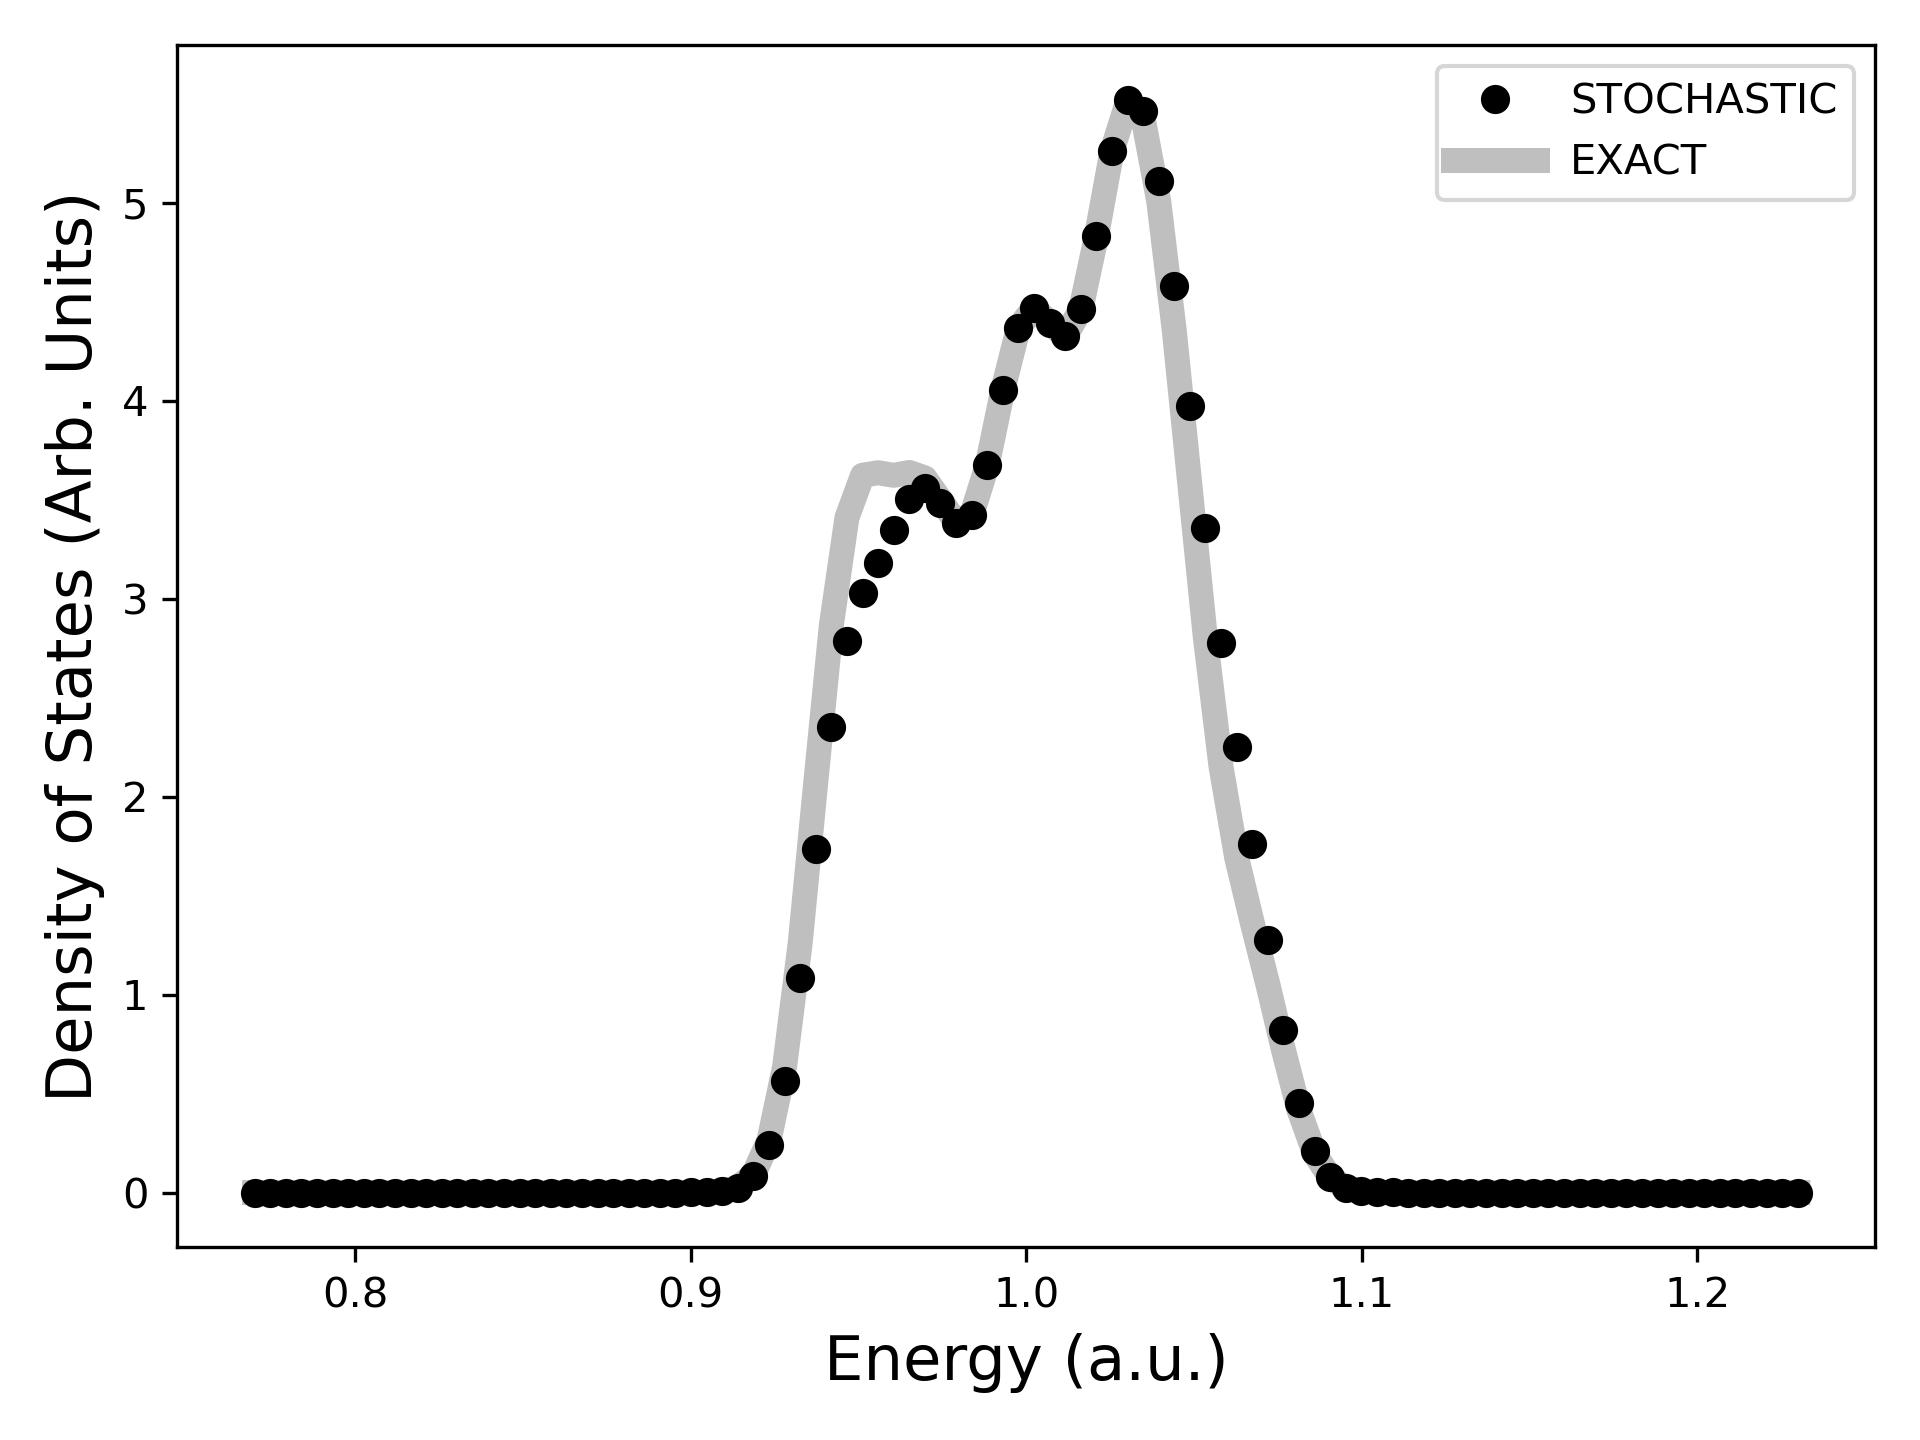 STOCHASTIC
EXACT
Density of States (Arb. Units)
5
4
3
2
1
0
0.8 0.9 1.0 1.1 1.2
Energy (a.u.)